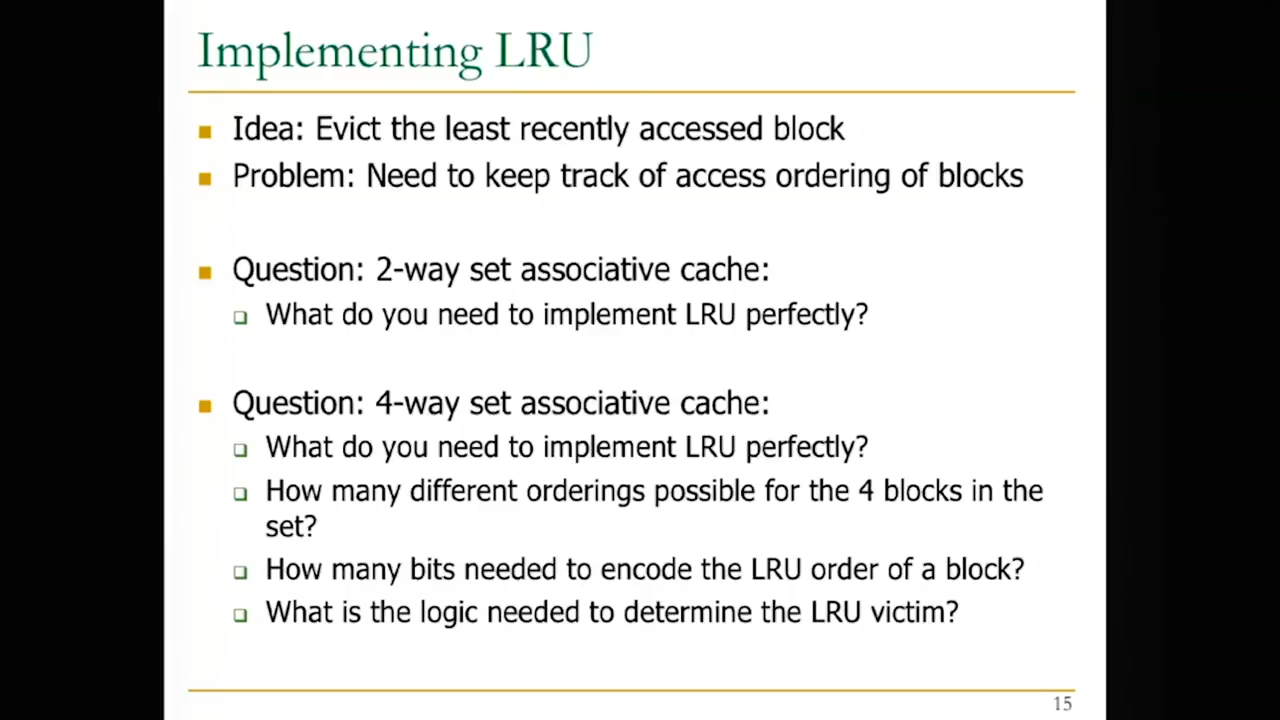 Implementing LRU
Idea: Evict the least recently accessed block
Problem: Need to keep track of access ordering of blocks
Question: 2-way set associative cache:
What do you need to implement LRU perfectly?
Question: 4-way set associative cache:
What do you need to implement LRU perfectly?
How many different orderings possible for the 4 blocks in the
set?
How many bits needed to encode the LRU order of a block?
What is the logic needed to determine the LRU victim?
15